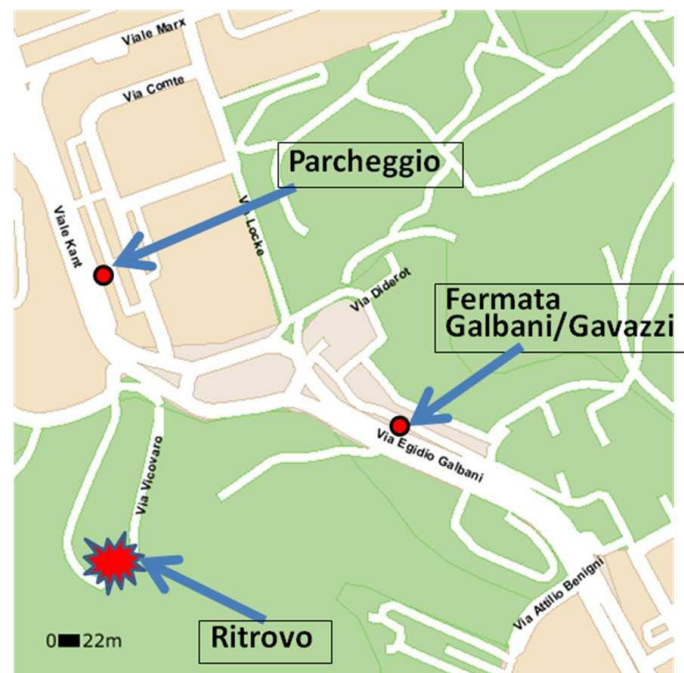 Viale Marx
Via Comte
Parcheggio
Viale Kant
Via Locke
Via Diderot
Fermata
Galbani/Gavazzi
Via Egidio Galbani
Via Vicovaro
Via Attilio Benigni
Ritrovo
0 22m